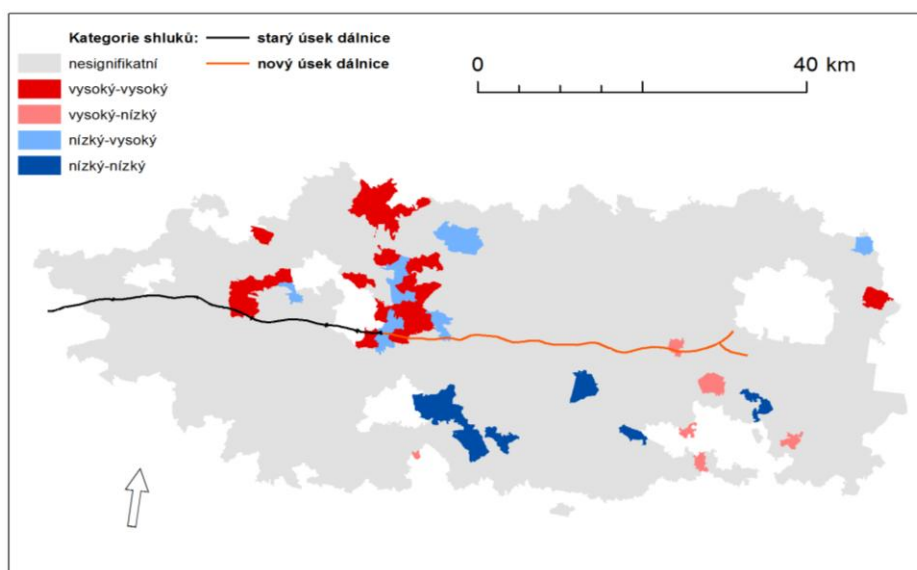 Kategorie shluků:
nesignifikatní
vysoký-vysoký
vysoký-nízký
nízký-vysoký
nízký-nízký
starý úsek dálnice
nový úsek dálnice
0 40 km